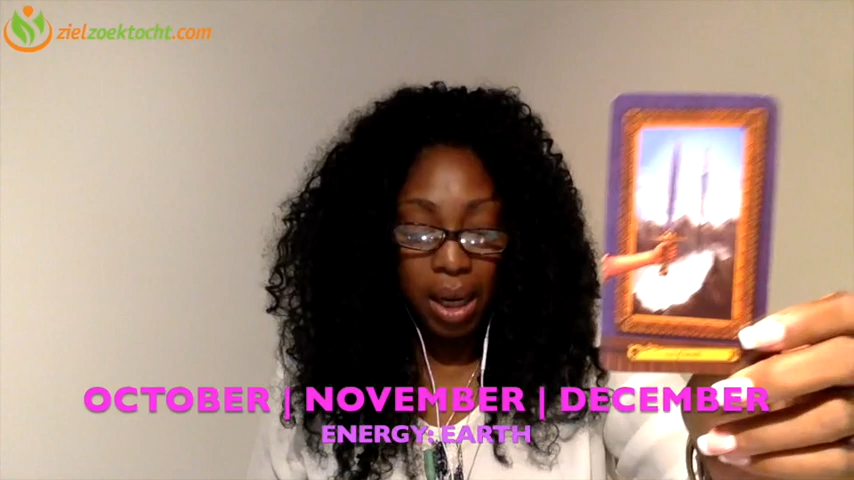 zielzoektocht.com
OCTOBER | NOVEMBER | DECEMBER
ENERGY: EARTH